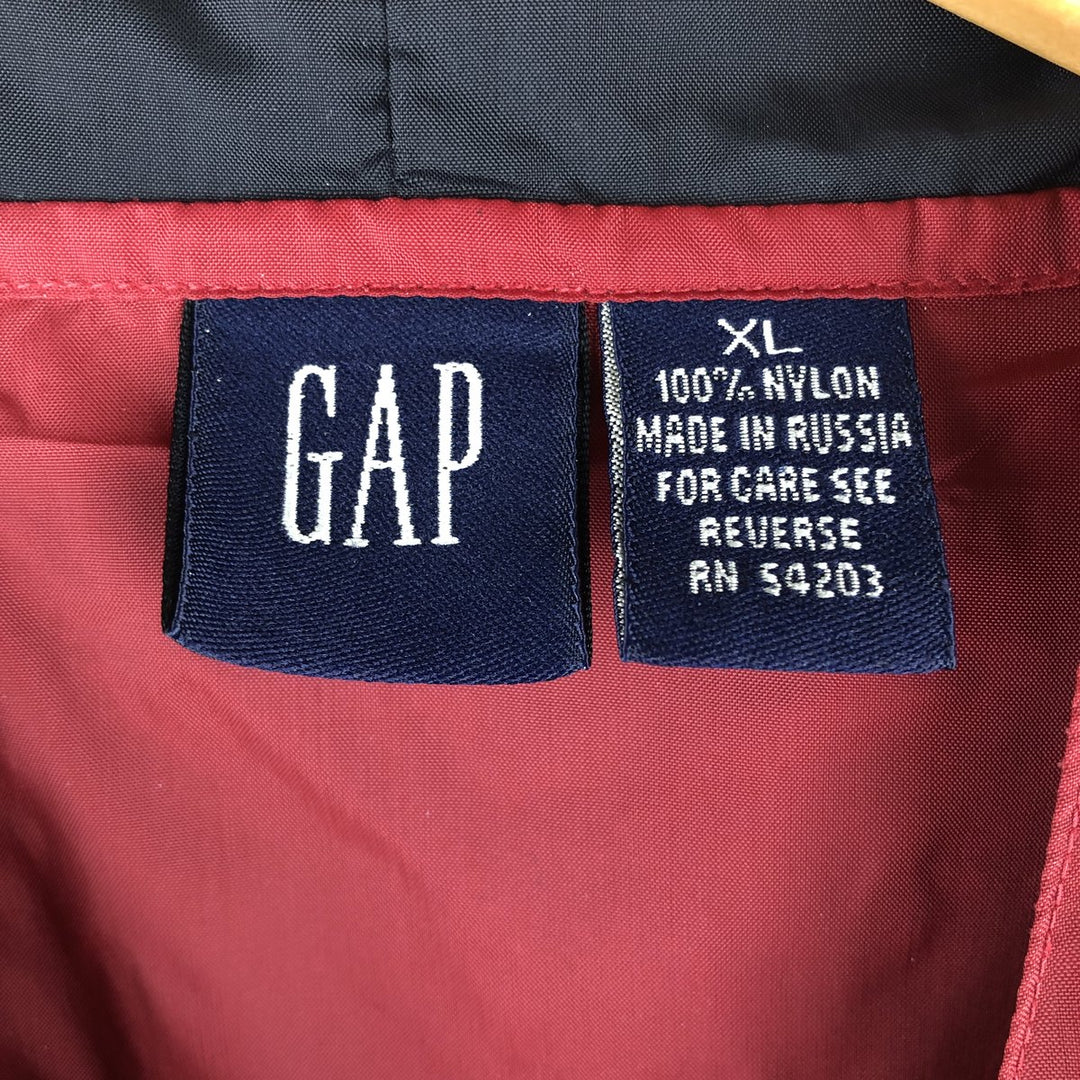 GAP
XL
100% NYLON
MADE IN RUSSIA
FOR CARE SEE
REVERSE
RN 54203